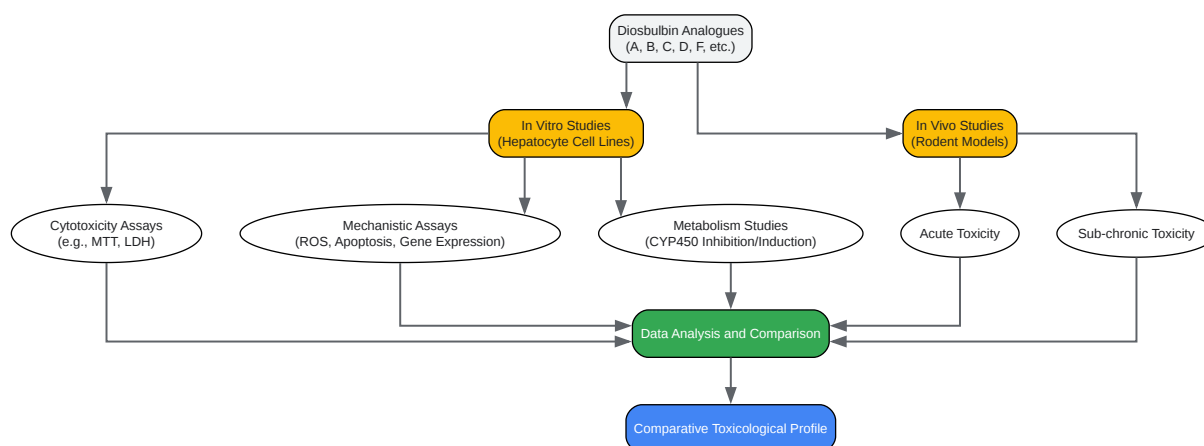 Diosbulbin Analogues
(A, B, C, D, F, etc.)
In Vitro Studies
(Hepatocyte Cell Lines)
In Vivo Studies
(Rodent Models)
Cytotoxicity Assays
(e.g., MTT, LDH)
Mechanistic Assays
(ROS, Apoptosis, Gene Expression)
Metabolism Studies
(CYP450 Inhibition/Induction)
Acute Toxicity
Sub-chronic Toxicity
Data Analysis and Comparison
Comparative Toxicological Profile